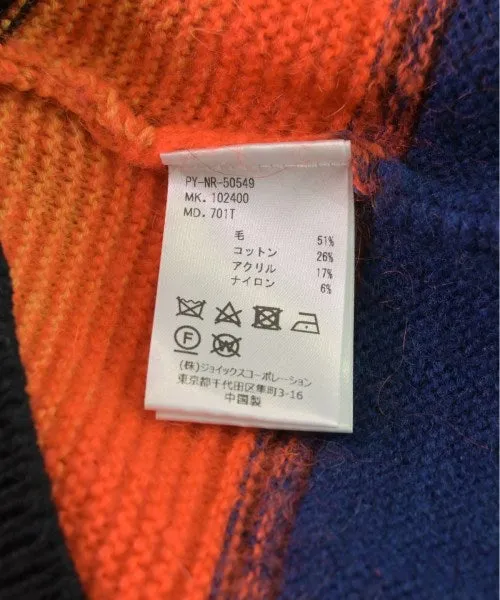 PY-NR-50549
MK. 102400
MD. 701T
毛 51%
コットン 26%
アクリル 17%
ナイロン 6%
F W
(株)ジョイックスコーポレーション
東京都千代田区隼町3-16
中国製